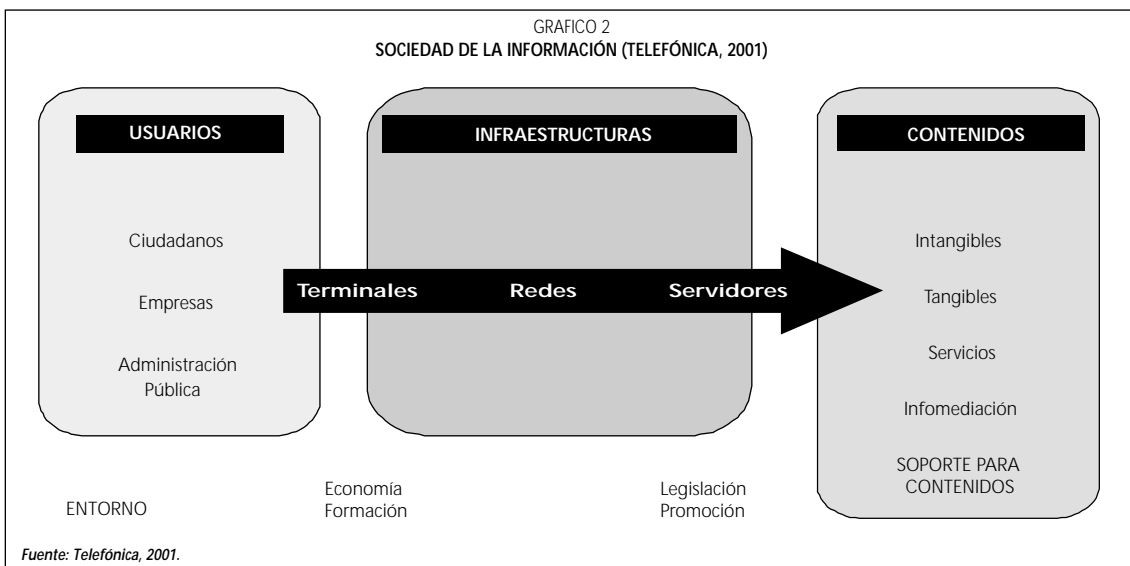 GRAFICO 2
SOCIEDAD DE LA INFORMACIÓN (TELEFÓNICA, 2001)
USUARIOS
Ciudadanos
Empresas
Administración
Pública
INFRAESTRUCTURAS
Terminales Redes Servidores
CONTENIDOS
Intangibles
Tangibles
Servicios
Infomediación
SOPORTE PARA
CONTENIDOS
ENTORNO
Economía
Formación
Legislación
Promoción
Fuente: Telefónica, 2001.